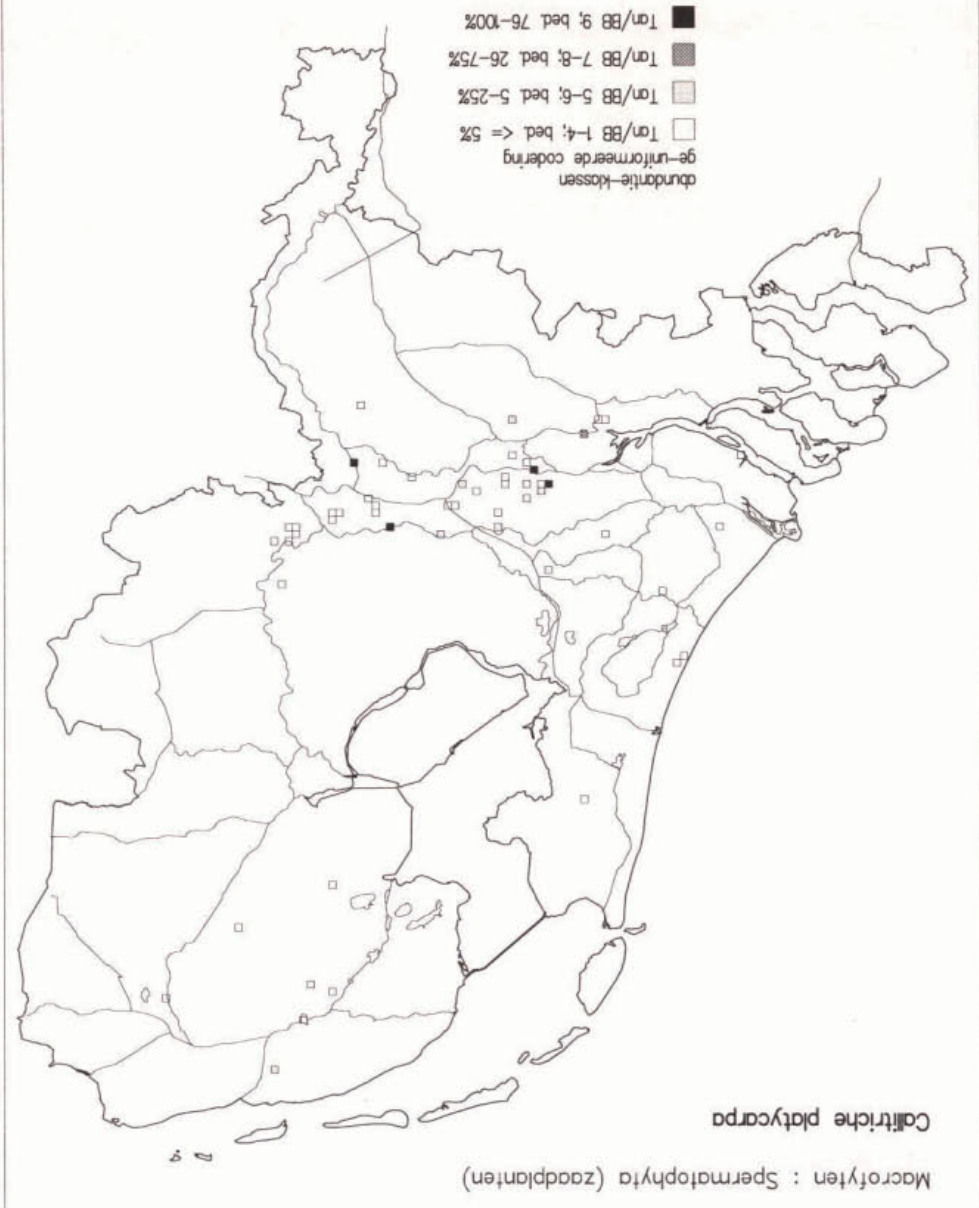 Macrofyten : Spermatophyta (zaadplanten)
Callitriche platycarpa
abundantie-klassen
ge-uniformeerde codering
Tan/BB 1-4; bed. <= 5%
Tan/BB 5-6; bed. 5-25%
Tan/BB 7-8; bed. 26-75%
Tan/BB 9; bed. 76-100%